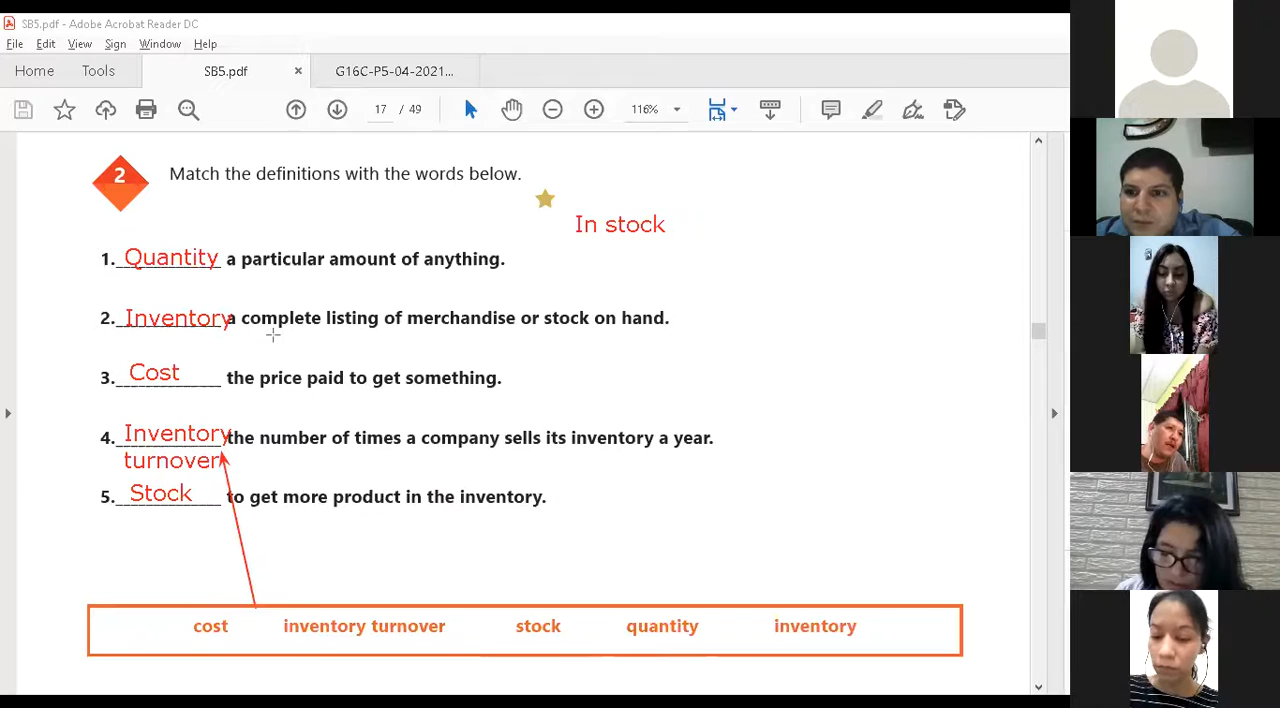 SB5.pdf - Adobe Acrobat Reader DC
File Edit View Sign Window Help
Home Tools SB5.pdf × G16C-P5-04-2021...
17 / 49 116%
2 Match the definitions with the words below.
In stock
1. Quantity a particular amount of anything.
2. Inventory a complete listing of merchandise or stock on hand.
3. Cost the price paid to get something.
4. Inventory the number of times a company sells its inventory a year.
turnover
5. Stock to get more product in the inventory.
cost inventory turnover stock quantity inventory